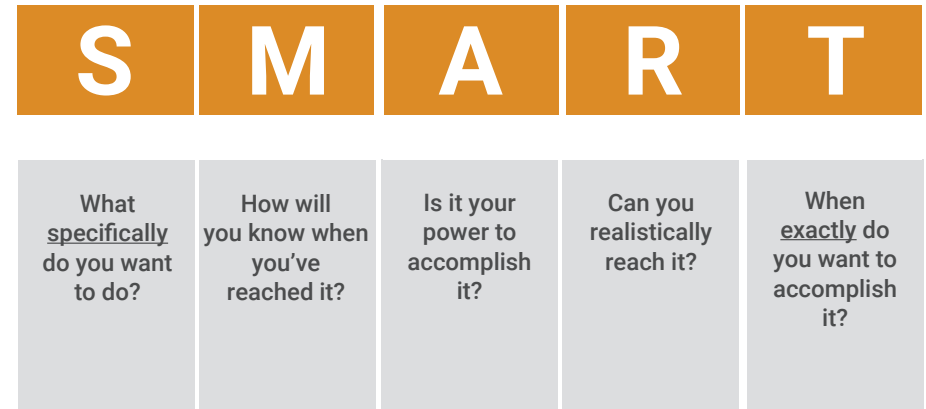 S M A R T
What
specifically
do you want
to do?
How will
you know when
you've
reached it?
Is it your
power to
accomplish
it?
Can you
realistically
reach it?
When
exactly do
you want to
accomplish
it?